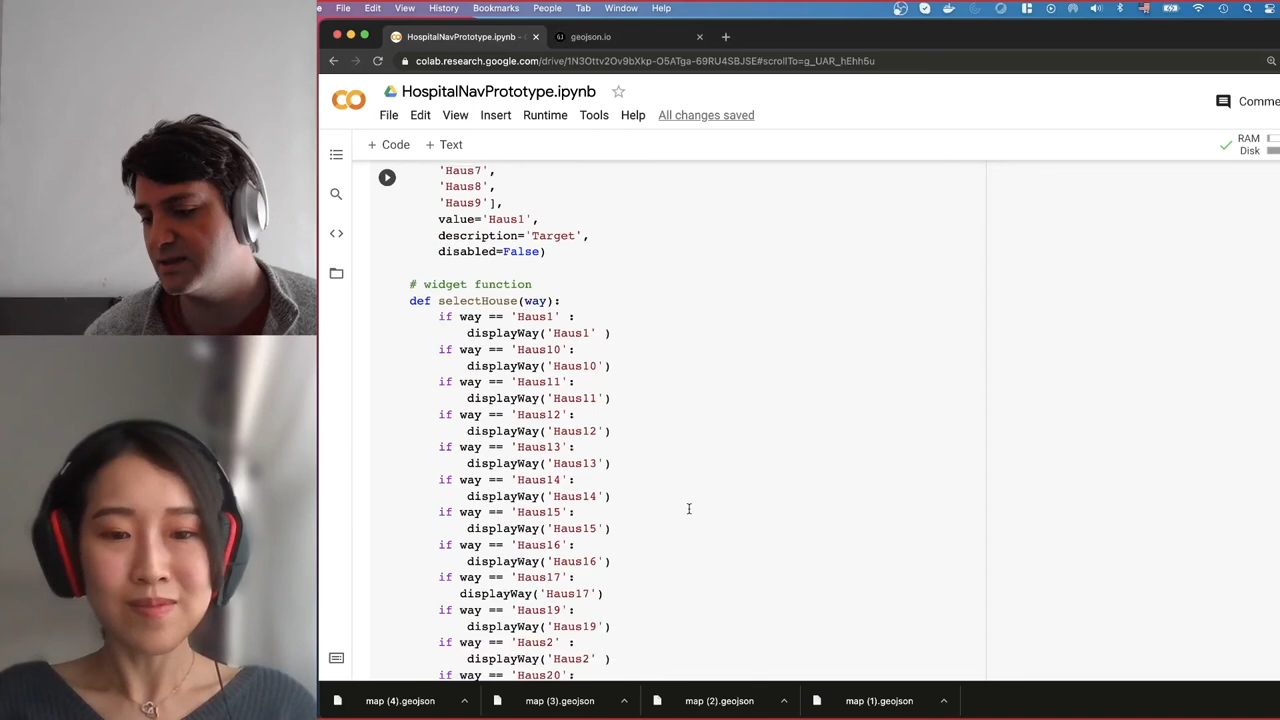 File Edit View History Bookmarks People Tab Window Help
HospitalNavPrototype.ipynb -
geojson.io
colab.research.google.com/drive/1N3Ottv2Ov9bXkp-O5ATga-69RU4SBJSE#scrollTo=g_UAR_hEhh5u
HospitalNavPrototype.ipynb
File Edit View Insert Runtime Tools Help All changes saved
Comme
+ Code + Text
RAM
Disk
'Haus7',
'Haus8',
'Haus9'],
value='Haus1',
description='Target',
disabled=False)
# widget function
def selectHouse(way):
if way == 'Haus1' :
displayWay('Haus1' )
if way == 'Haus10':
displayWay('Haus10')
if way == 'Haus11':
displayWay('Haus11')
if way == 'Haus12':
displayWay('Haus12')
if way == 'Haus13':
displayWay('Haus13')
if way == 'Haus14':
displayWay('Haus14')
if way == 'Haus15':
displayWay('Haus15')
if way == 'Haus16':
displayWay('Haus16')
if way == 'Haus17':
displayWay('Haus17')
if way == 'Haus19':
displayWay('Haus19')
if way == 'Haus2' :
displayWay('Haus2' )
if way == 'Haus20':
map (4).geojson
map (3).geojson
map (2).geojson
map (1).geojson